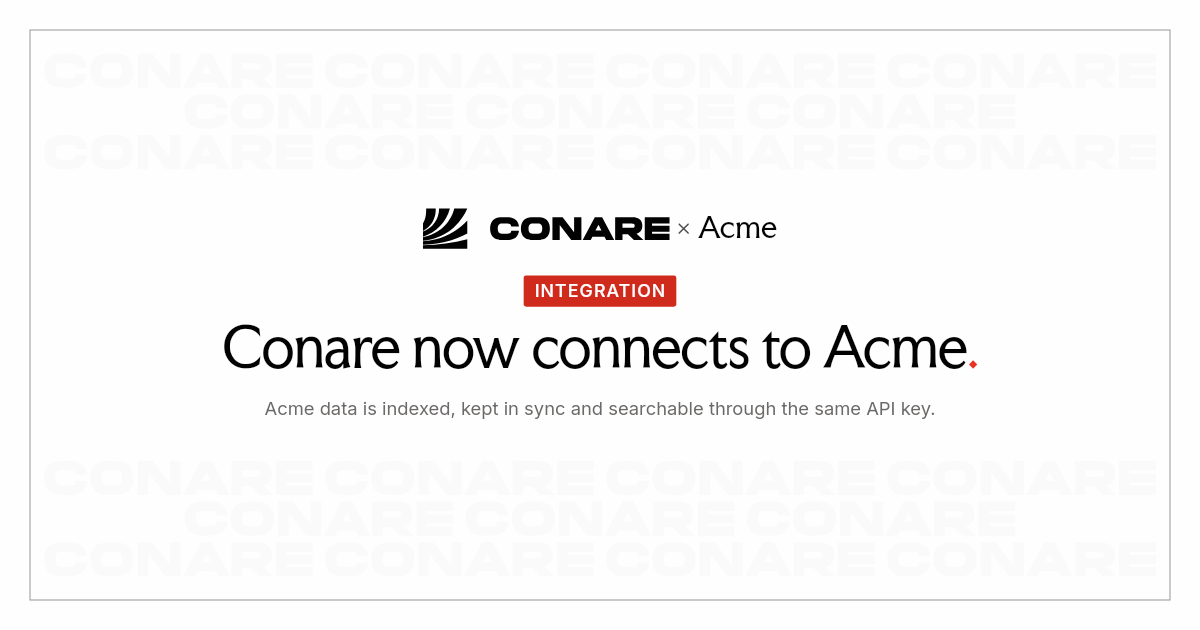 CONARE CONARE CONARE CONARE
CONARE CONARE CONARE
CONARE CONARE CONARE CONARE
CONARE × Acme
INTEGRATION
Conare now connects to Acme.
Acme data is indexed, kept in sync and searchable through the same API key.
CONARE CONARE CONARE CONARE
CONARE CONARE CONARE
CONARE CONARE CONARE CONARE